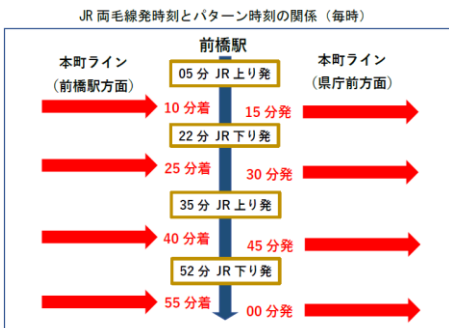 JR 両毛線発時刻とパターン時刻の関係（毎時）
前橋駅
本町ライン
（前橋駅方面）
本町ライン
（県庁前方面）
05 分 JR 上り発
10 分着
15 分発
22 分 JR 下り発
25 分着
30 分発
35 分 JR 上り発
40 分着
45 分発
52 分 JR 下り発
55 分着
00 分発